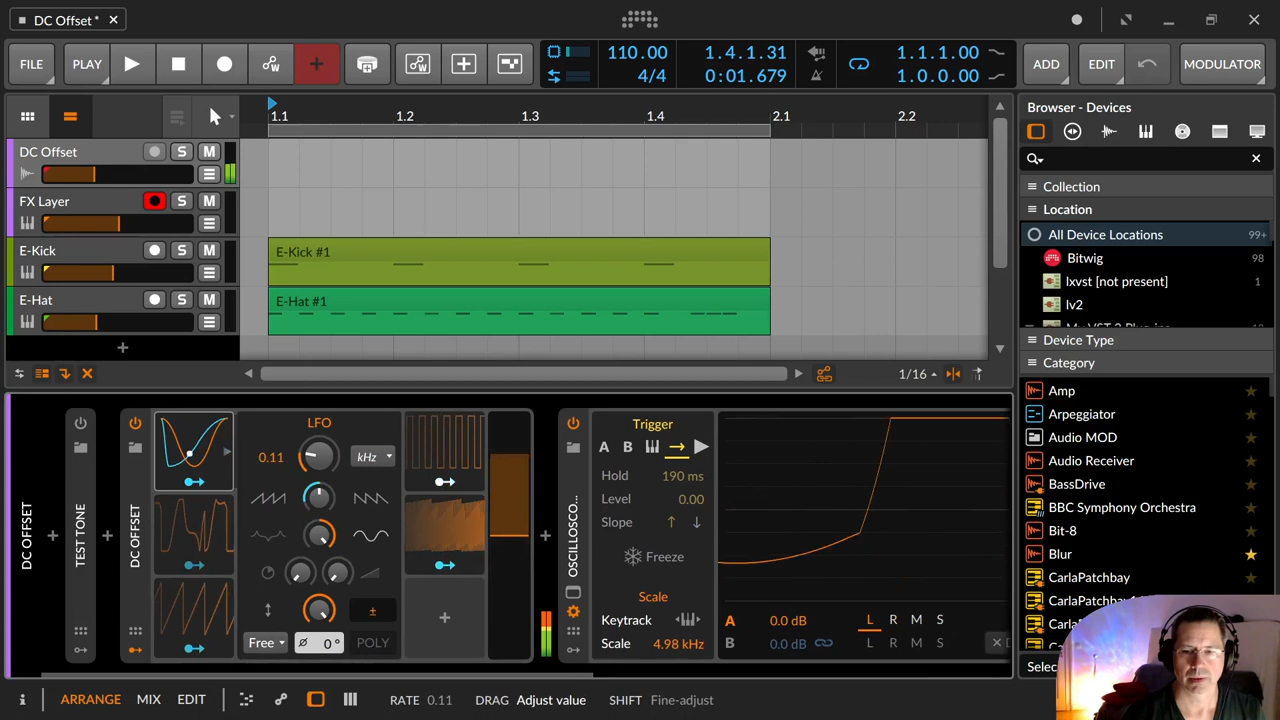 DC Offset *
FILE
PLAY
110.00
4/4
1.4.1.31
0:01.679
1.1.1.00
1.0.0.00
ADD
EDIT
MODULATOR
1.1
1.2
1.3
1.4
2.1
2.2
DC Offset
S
M
FX Layer
S
M
E-Kick
S
M
E-Kick #1
E-Hat
S
M
E-Hat #1
1/16
Browser - Devices
Collection
Location
All Device Locations
99+
Bitwig
98
lxvst [not present]
1
lv2
Device Type
Category
Amp
Arpeggiator
Audio MOD
Audio Receiver
BassDrive
BBC Symphony Orchestra
Bit-8
Blur
CarlaPatchbay
DC OFFSET
TEST TONE
DC OFFSET
LFO
0.11
kHz
Free
0°
POLY
OSCILLOSCO...
Trigger
A B
Hold
190 ms
Level
0.00
Slope
Freeze
Scale
Keytrack
Scale
4.98 kHz
A
0.0 dB
L R M S
B
0.0 dB
L R M S
ARRANGE
MIX
EDIT
RATE 0.11
DRAG Adjust value
SHIFT Fine-adjust